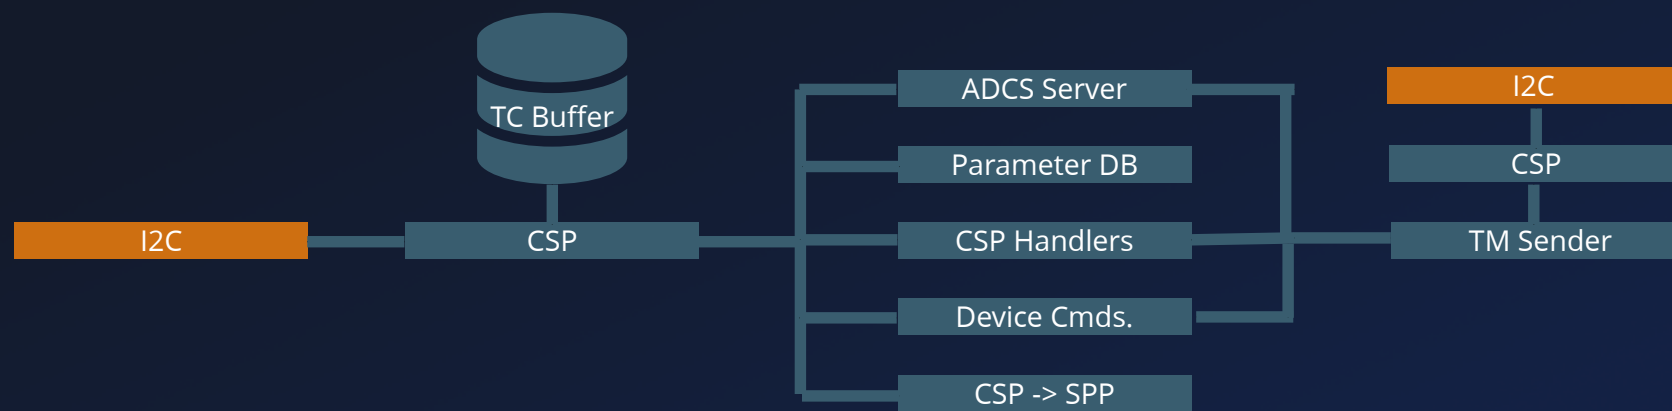 TC Buffer
I2C
CSP
ADCS Server
Parameter DB
CSP Handlers
Device Cmds.
CSP -> SPP
I2C
CSP
TM Sender